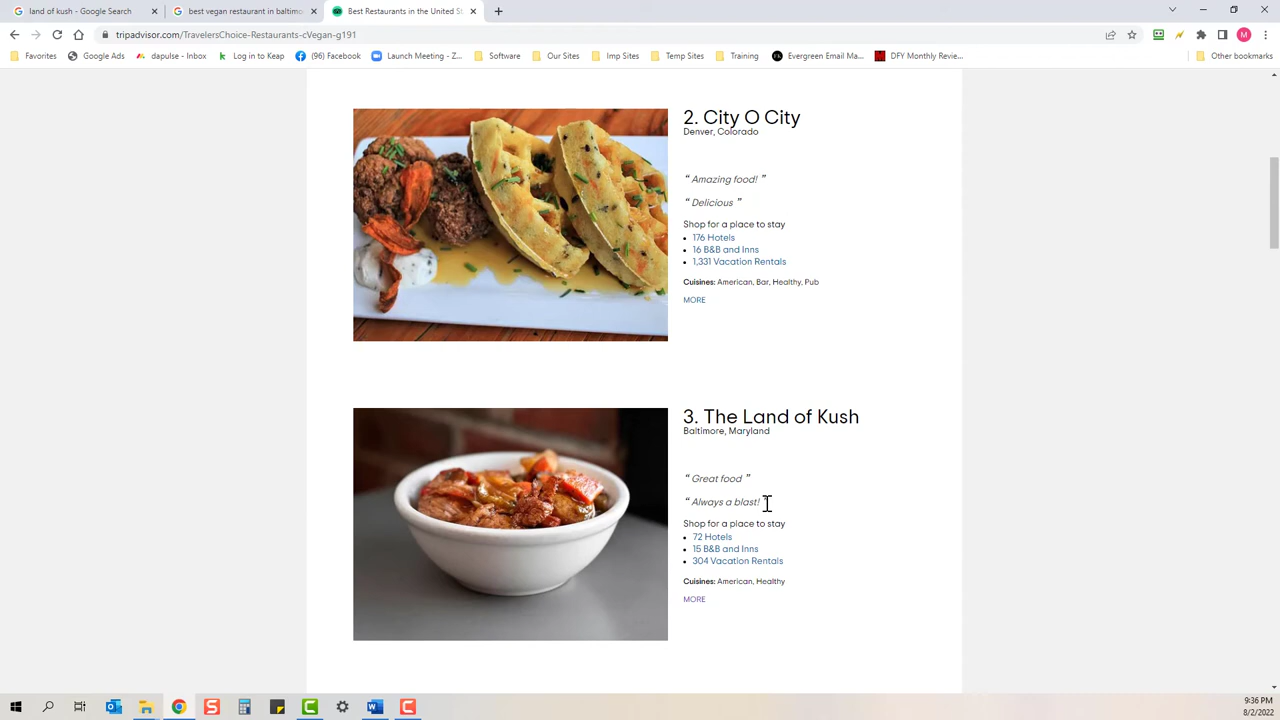 land of kush - Google Search
best vegan restaurant in baltimo
Best Restaurants in the United St
tripadvisor.com/TravelersChoice-Restaurants-cVegan-g191
M
Favorites
Google Ads
dapulse - Inbox
Log in to Keap
(96) Facebook
Launch Meeting - Z...
Software
Our Sites
Imp Sites
Temp Sites
Training
Evergreen Email Ma...
DFY Monthly Revie...
Other bookmarks
2. City O City
Denver, Colorado
“ Amazing food! ”
“ Delicious ”
Shop for a place to stay
• 176 Hotels
• 16 B&B and Inns
• 1,331 Vacation Rentals
Cuisines: American, Bar, Healthy, Pub
MORE
3. The Land of Kush
Baltimore, Maryland
“ Great food ”
“ Always a blast!
Shop for a place to stay
• 72 Hotels
• 15 B&B and Inns
• 304 Vacation Rentals
Cuisines: American, Healthy
MORE
9:36 PM
8/2/2022